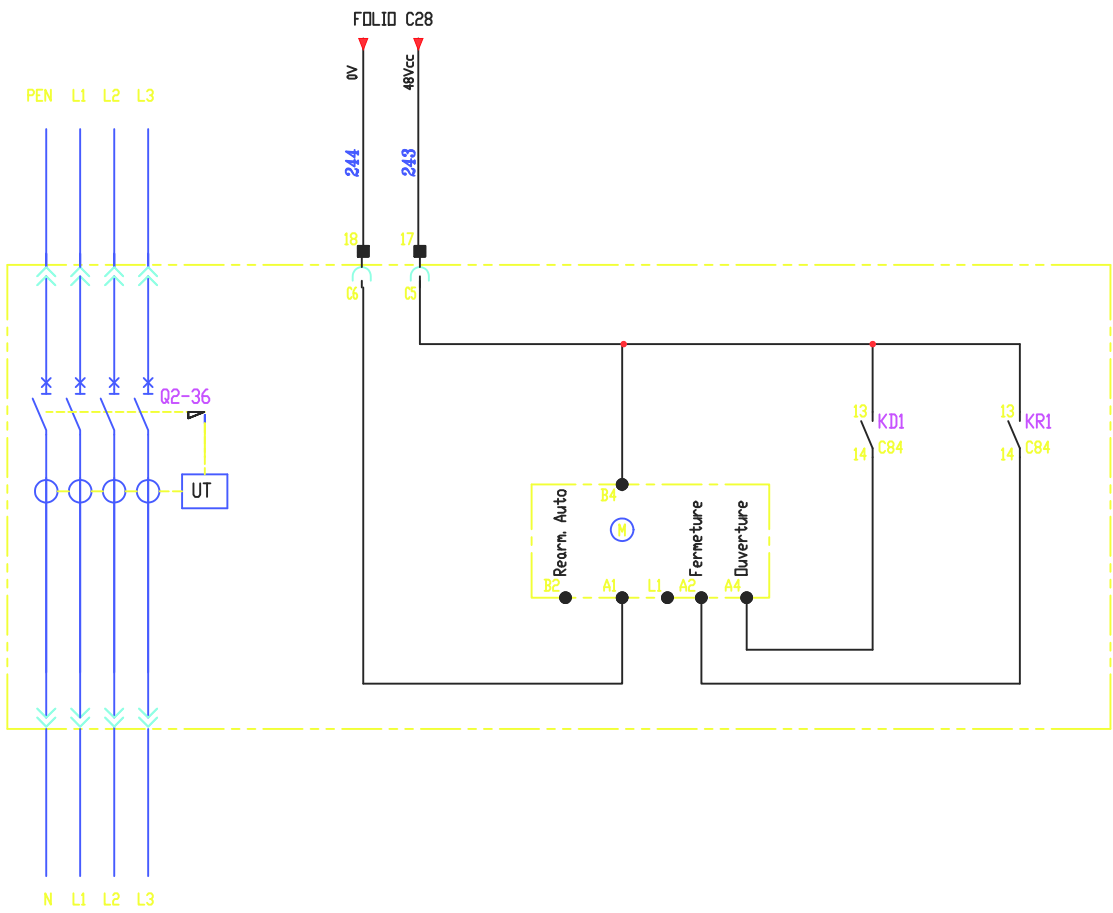 FOLIO C28
0V
48Vcc
PEN L1 L2 L3
244
243
18
17
C6
C5
Q2-36
13
KD1
C84
14
13
KR1
C84
14
UT
B4
Rearm. Auto
M
Fermeture
Ouverture
B2
A1
L1
A2
A4
N L1 L2 L3